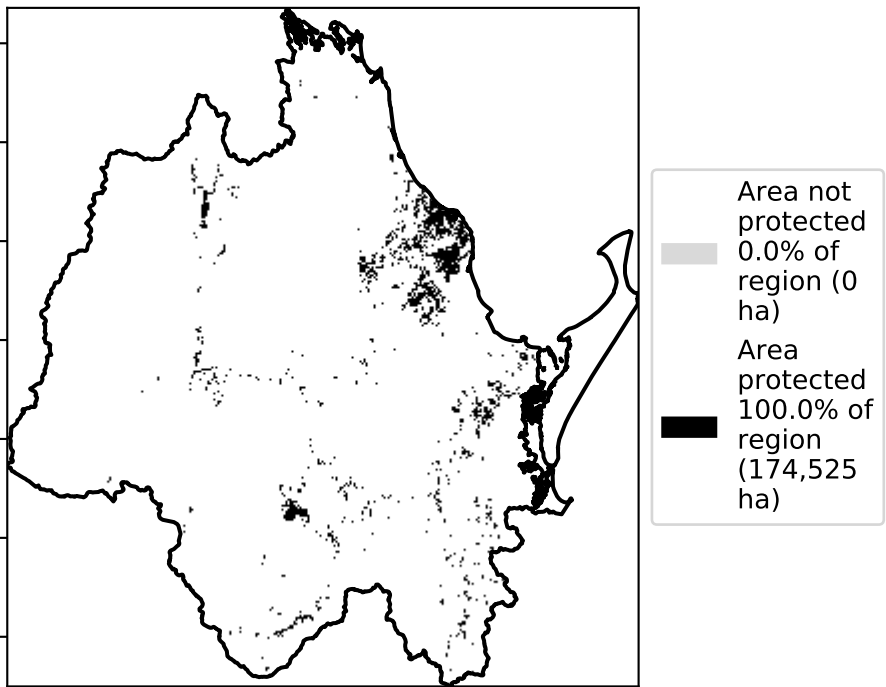 Area not
protected
0.0% of
region (0
ha)
Area
protected
100.0% of
region
(174,525
ha)